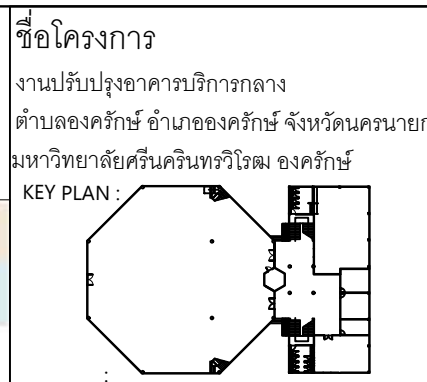 ชื่อโครงการ
งานปรับปรุงอาคารบริการกลาง
ตำบลองครักษ์ อำเภอองครักษ์ จังหวัดนครนายก
มหาวิทยาลัยศรีนครินทรวิโรฒ องครักษ์
KEY PLAN :
: